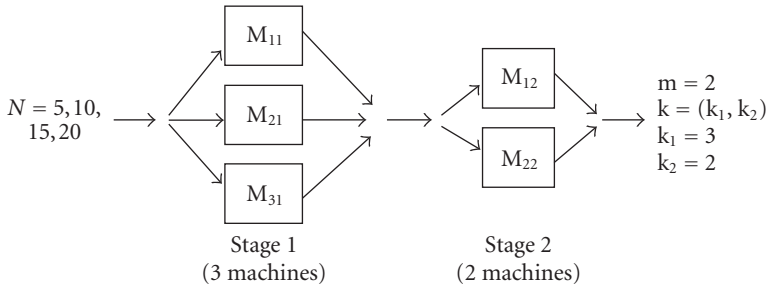 N = 5,10,
15,20
M₁₁
M₂₁
M₃₁
Stage 1
(3 machines)
M₁₂
M₂₂
Stage 2
(2 machines)
m = 2
k = (k₁, k₂)
k₁ = 3
k₂ = 2